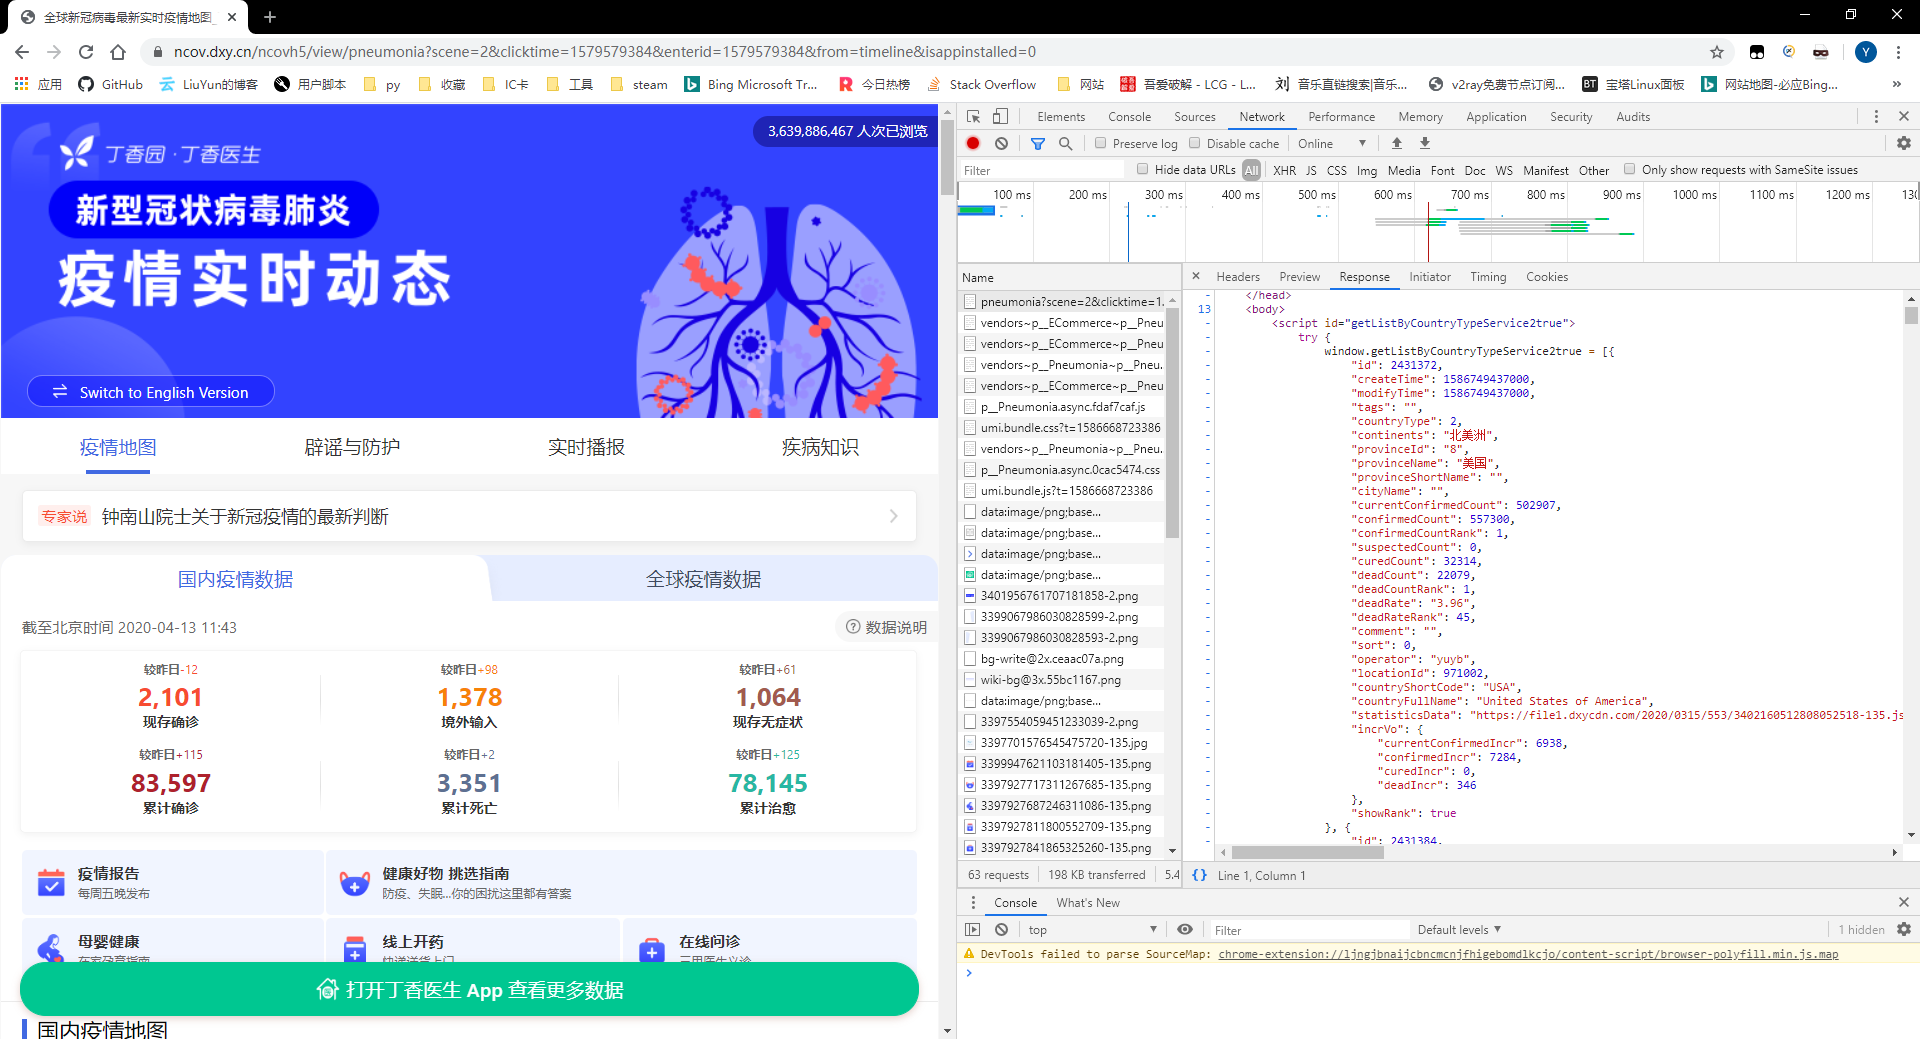 全球新冠病毒最新实时疫情地图_
ncov.dxy.cn/ncovh5/view/pneumonia?scene=2&clicktime=1579579384&enterid=1579579384&from=timeline&isappinstalled=0
Y
应用 GitHub LiuYun的博客 用户脚本 py 收藏 IC卡 工具 steam Bing Microsoft Tr... 今日热榜 Stack Overflow 网站 吾爱破解 - LCG - L... 音乐直链搜索|音乐... v2ray免费节点订阅... 宝塔Linux面板 网站地图-必应Bing... »
3,639,886,467 人次已浏览
丁香园 · 丁香医生
新型冠状病毒肺炎
疫情实时动态
Switch to English Version
疫情地图 辟谣与防护 实时播报 疾病知识
专家说 钟南山院士关于新冠疫情的最新判断
国内疫情数据 全球疫情数据
截至北京时间 2020-04-13 11:43 数据说明
较昨日-12 较昨日+98 较昨日+61
2,101 1,378 1,064
现存确诊 境外输入 现存无症状
较昨日+115 较昨日+2 较昨日+125
83,597 3,351 78,145
累计确诊 累计死亡 累计治愈
疫情报告 健康好物 挑选指南
每周五晚发布 防疫、失眠...你的困扰这里都有答案
母婴健康 线上开药 在线问诊
打开丁香医生 App 查看更多数据
国内疫情地图
Elements Console Sources Network Performance Memory Application Security Audits
Preserve log Disable cache Online
Filter Hide data URLs All XHR JS CSS Img Media Font Doc WS Manifest Other Only show requests with SameSite issues
100 ms 200 ms 300 ms 400 ms 500 ms 600 ms 700 ms 800 ms 900 ms 1000 ms 1100 ms 1200 ms
Name
pneumonia?scene=2&clicktime=1.
vendors~p__ECommerce~p__Pneu
vendors~p__ECommerce~p__Pneu
vendors~p__Pneumonia~p__Pneu.
vendors~p__ECommerce~p__Pneu
p__Pneumonia.async.fdaf7caf.js
umi.bundle.css?t=1586668723386
vendors~p__Pneumonia~p__Pneu.
p__Pneumonia.async.0cac5474.css
umi.bundle.js?t=1586668723386
data:image/png;base...
data:image/png;base...
data:image/png;base...
data:image/png;base...
3401956761707181858-2.png
3399067986030828599-2.png
3399067986030828593-2.png
bg-write@2x.ceaac07a.png
wiki-bg@3x.55bc1167.png
data:image/png;base...
3397554059451233039-2.png
3397701576545475720-135.jpg
3399947621103181405-135.png
3397927717311267685-135.png
3397927687246311086-135.png
3397927811800552709-135.png
3397927841865325260-135.png
63 requests 198 KB transferred 5.4
Headers Preview Response Initiator Timing Cookies
</head>
13 <body>
<script id="getListByCountryTypeService2true">
try {
window.getListByCountryTypeService2true = [{
"id": 2431372,
"createTime": 1586749437000,
"modifyTime": 1586749437000,
"tags": "",
"countryType": 2,
"continents": "北美洲",
"provinceId": "8",
"provinceName": "美国",
"provinceShortName": "",
"cityName": "",
"currentConfirmedCount": 502907,
"confirmedCount": 557300,
"confirmedCountRank": 1,
"suspectedCount": 0,
"curedCount": 32314,
"deadCount": 22079,
"deadCountRank": 1,
"deadRate": "3.96",
"deadRateRank": 45,
"comment": "",
"sort": 0,
"operator": "yuyb",
"locationId": 971002,
"countryShortCode": "USA",
"countryFullName": "United States of America",
"statisticsData": "https://file1.dxycdn.com/2020/0315/553/3402160512808052518-135.js
"incrVo": {
"currentConfirmedIncr": 6938,
"confirmedIncr": 7284,
"curedIncr": 0,
"deadIncr": 346
},
"showRank": true
}, {
"id": 2431384,
{} Line 1, Column 1
Console What's New
top Filter Default levels 1 hidden
DevTools failed to parse SourceMap: chrome-extension://ljngjbnaijcbncmcnjfhigebomdlkcjo/content-script/browser-polyfill.min.js.map